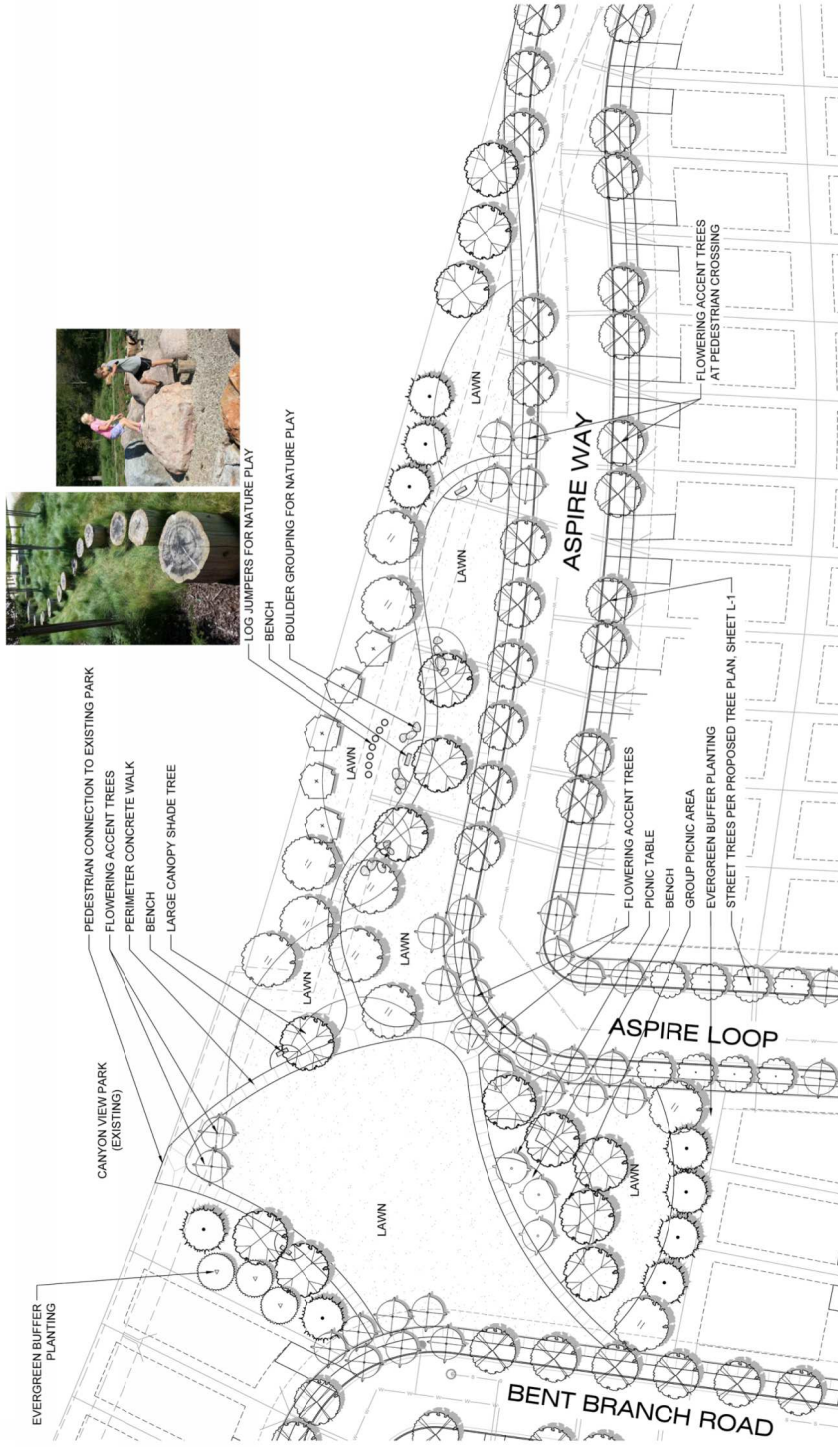 EVERGREEN BUFFER
PLANTING
CANYON VIEW PARK
(EXISTING)
PEDESTRIAN CONNECTION TO EXISTING PARK
FLOWERING ACCENT TREES
PERIMETER CONCRETE WALK
BENCH
LARGE CANOPY SHADE TREE
LOG JUMPERS FOR NATURE PLAY
BENCH
BOULDER GROUPING FOR NATURE PLAY
LAWN
LAWN
LAWN
LAWN
LAWN
LAWN
LAWN
ASPIRE WAY
FLOWERING ACCENT TREES
AT PEDESTRIAN CROSSING
FLOWERING ACCENT TREES
PICNIC TABLE
BENCH
GROUP PICNIC AREA
EVERGREEN BUFFER PLANTING
STREET TREES PER PROPOSED TREE PLAN, SHEET L-1
ASPIRE LOOP
BENT BRANCH ROAD